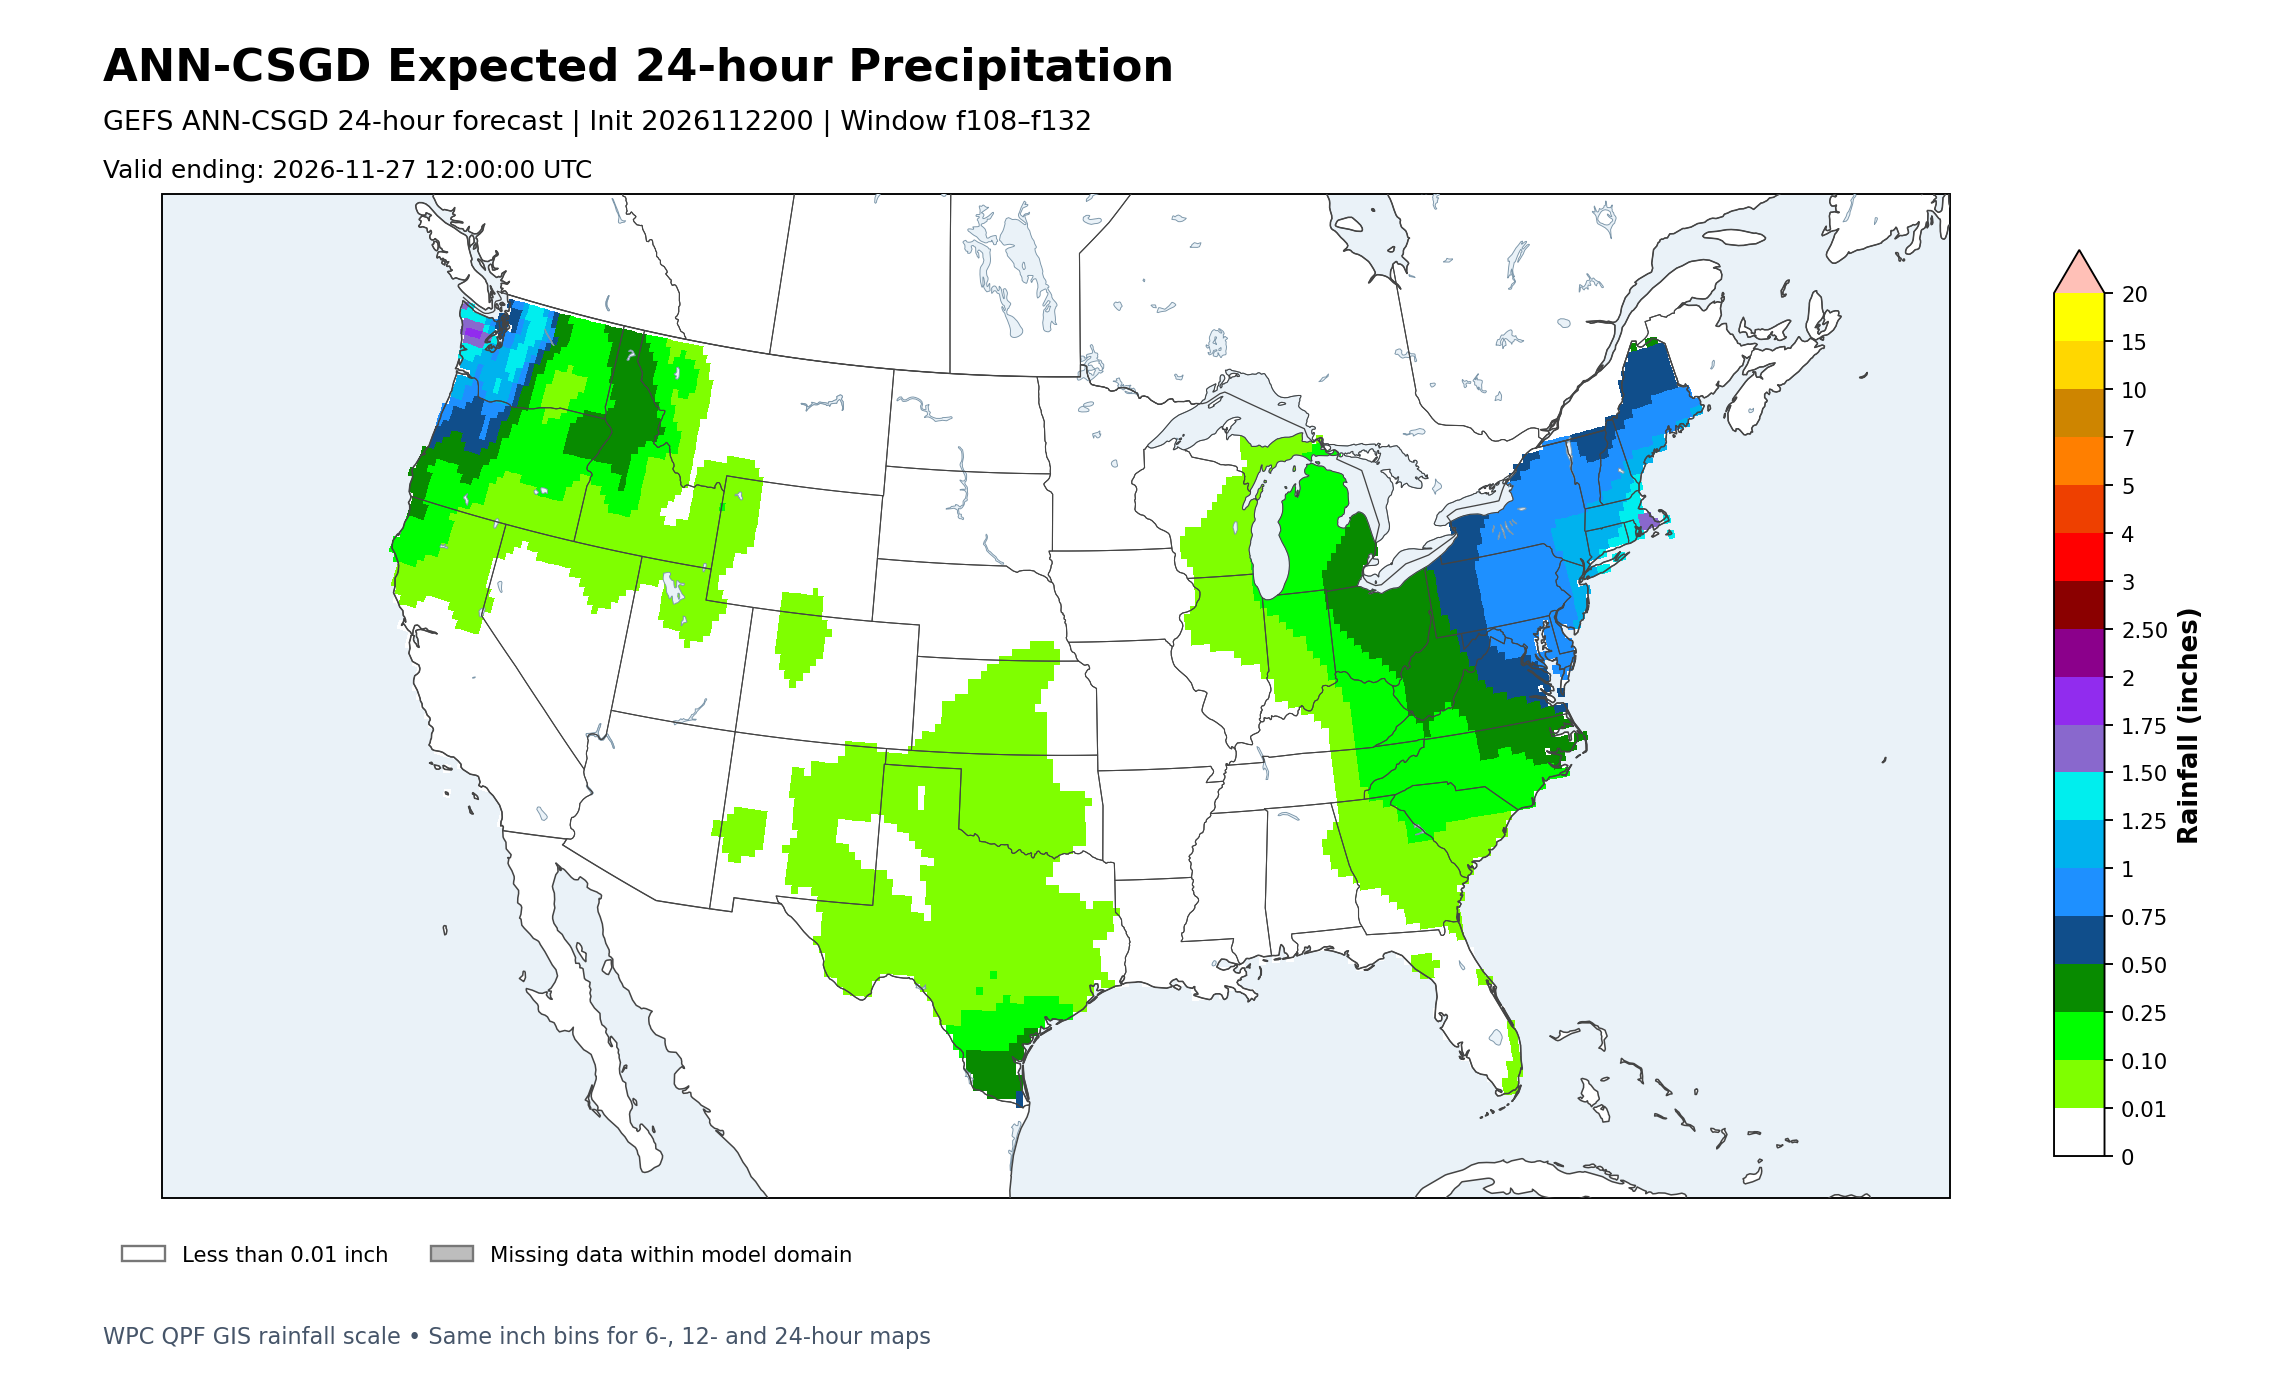 ANN-CSGD Expected 24-hour Precipitation
GEFS ANN-CSGD 24-hour forecast | Init 2026112200 | Window f108–f132
Valid ending: 2026-11-27 12:00:00 UTC
20
15
10
7
5
4
3
2.50
2
1.75
1.50
1.25
1
0.75
0.50
0.25
0.10
0.01
0
Rainfall (inches)
Less than 0.01 inch
Missing data within model domain
WPC QPF GIS rainfall scale • Same inch bins for 6-, 12- and 24-hour maps